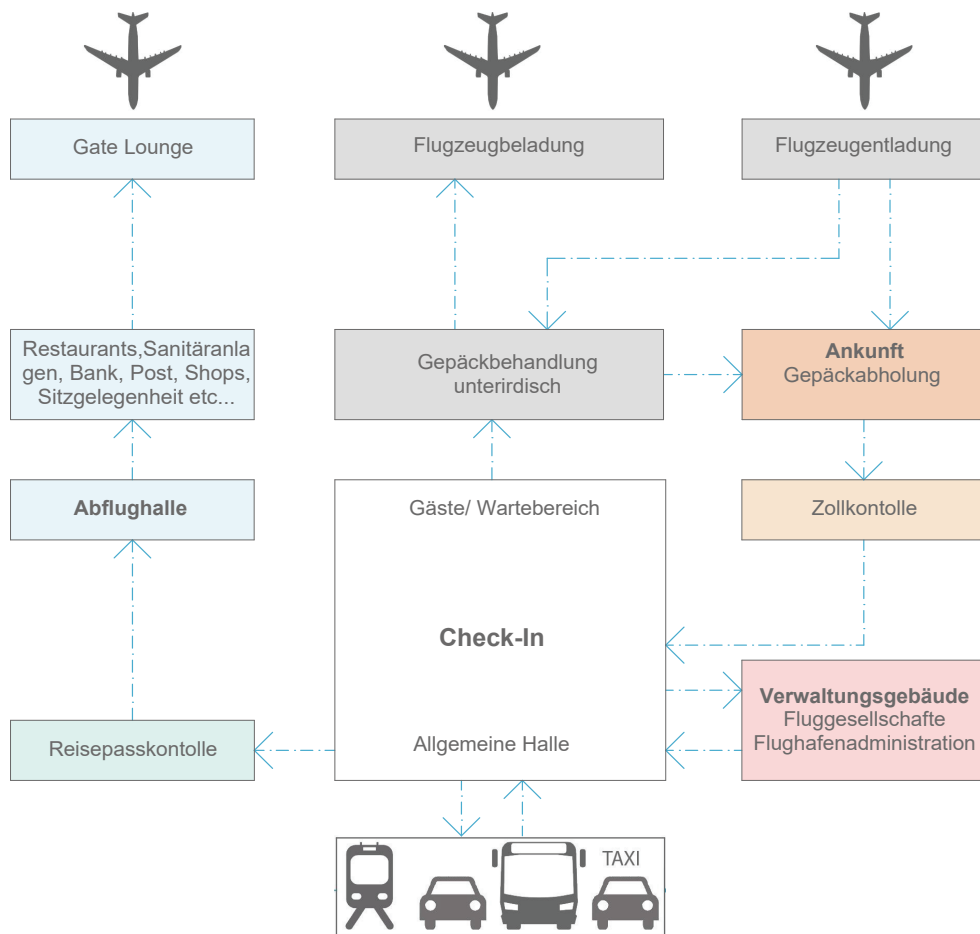 Gate Lounge
Flugzeugbeladung
Flugzeugentladung
Restaurants,Sanitäranla
gen, Bank, Post, Shops,
Sitzgelegenheit etc...
Gepäckbehandlung
unterirdisch
Ankunft
Gepäckabholung
Abflughalle
Gäste/ Wartebereich
Zollkontolle
Check-In
Verwaltungsgebäude
Fluggesellschafte
Flughafenadministration
Reisepasskontolle
Allgemeine Halle
TAXI